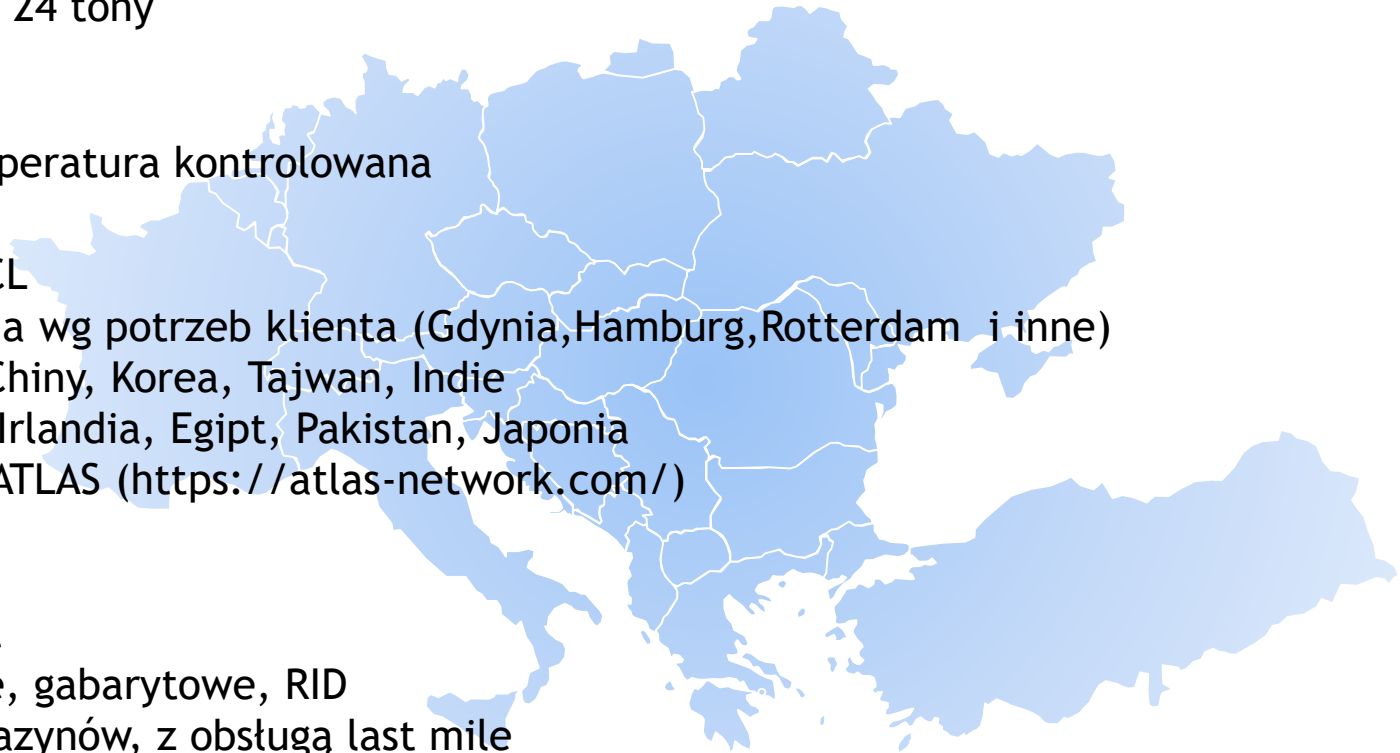 24 tony
peratura kontrolowana
CL
a wg potrzeb klienta (Gdynia,Hamburg,Rotterdam i inne)
Chiny, Korea, Tajwan, Indie
Irlandia, Egipt, Pakistan, Japonia
ATLAS (https://atlas-network.com/)
e, gabarytowe, RID
azynów, z obsługą last mile